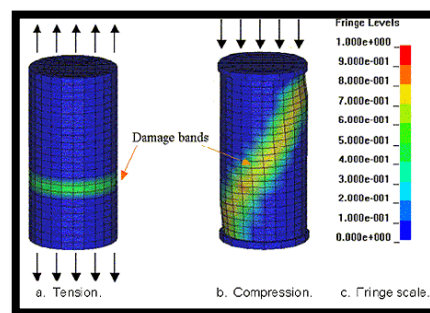 Fringe Levels
1.000e+000
9.000e-001
8.000e-001
7.000e-001
6.000e-001
5.000e-001
4.000e-001
3.000e-001
2.000e-001
1.000e-001
0.000e+000
Damage bands
a. Tension.
b. Compression.
c. Fringe scale.